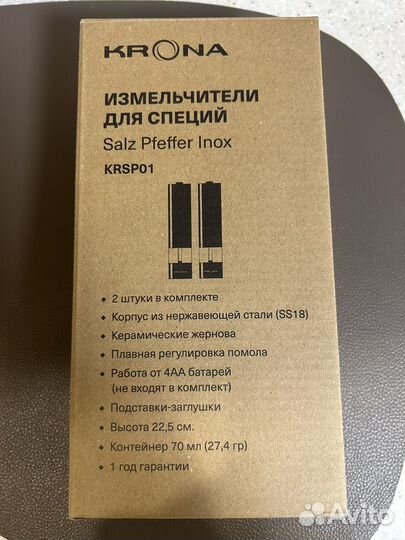 KRONA
ИЗМЕЛЬЧИТЕЛИ
ДЛЯ СПЕЦИЙ
Salz Pfeffer Inox
KRSP01
• 2 штуки в комплекте
• Корпус из нержавеющей стали (SS18)
• Керамические жернова
• Плавная регулировка помола
• Работа от 4АА батарей
(не входят в комплект)
• Подставки-заглушки
• Высота 22,5 см.
• Контейнер 70 мл (27,4 гр)
• 1 год гарантии
Avito